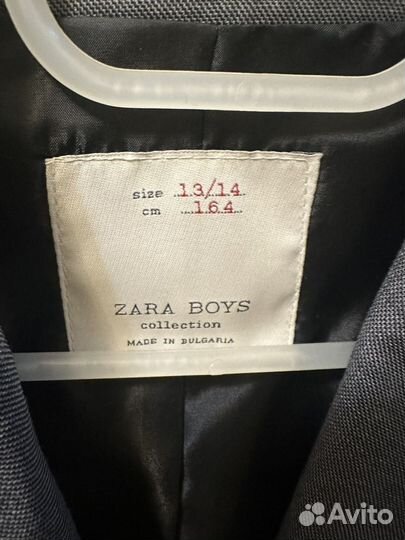 size 13/14
cm 164
ZARA BOYS
collection
MADE IN BULGARIA
Avito